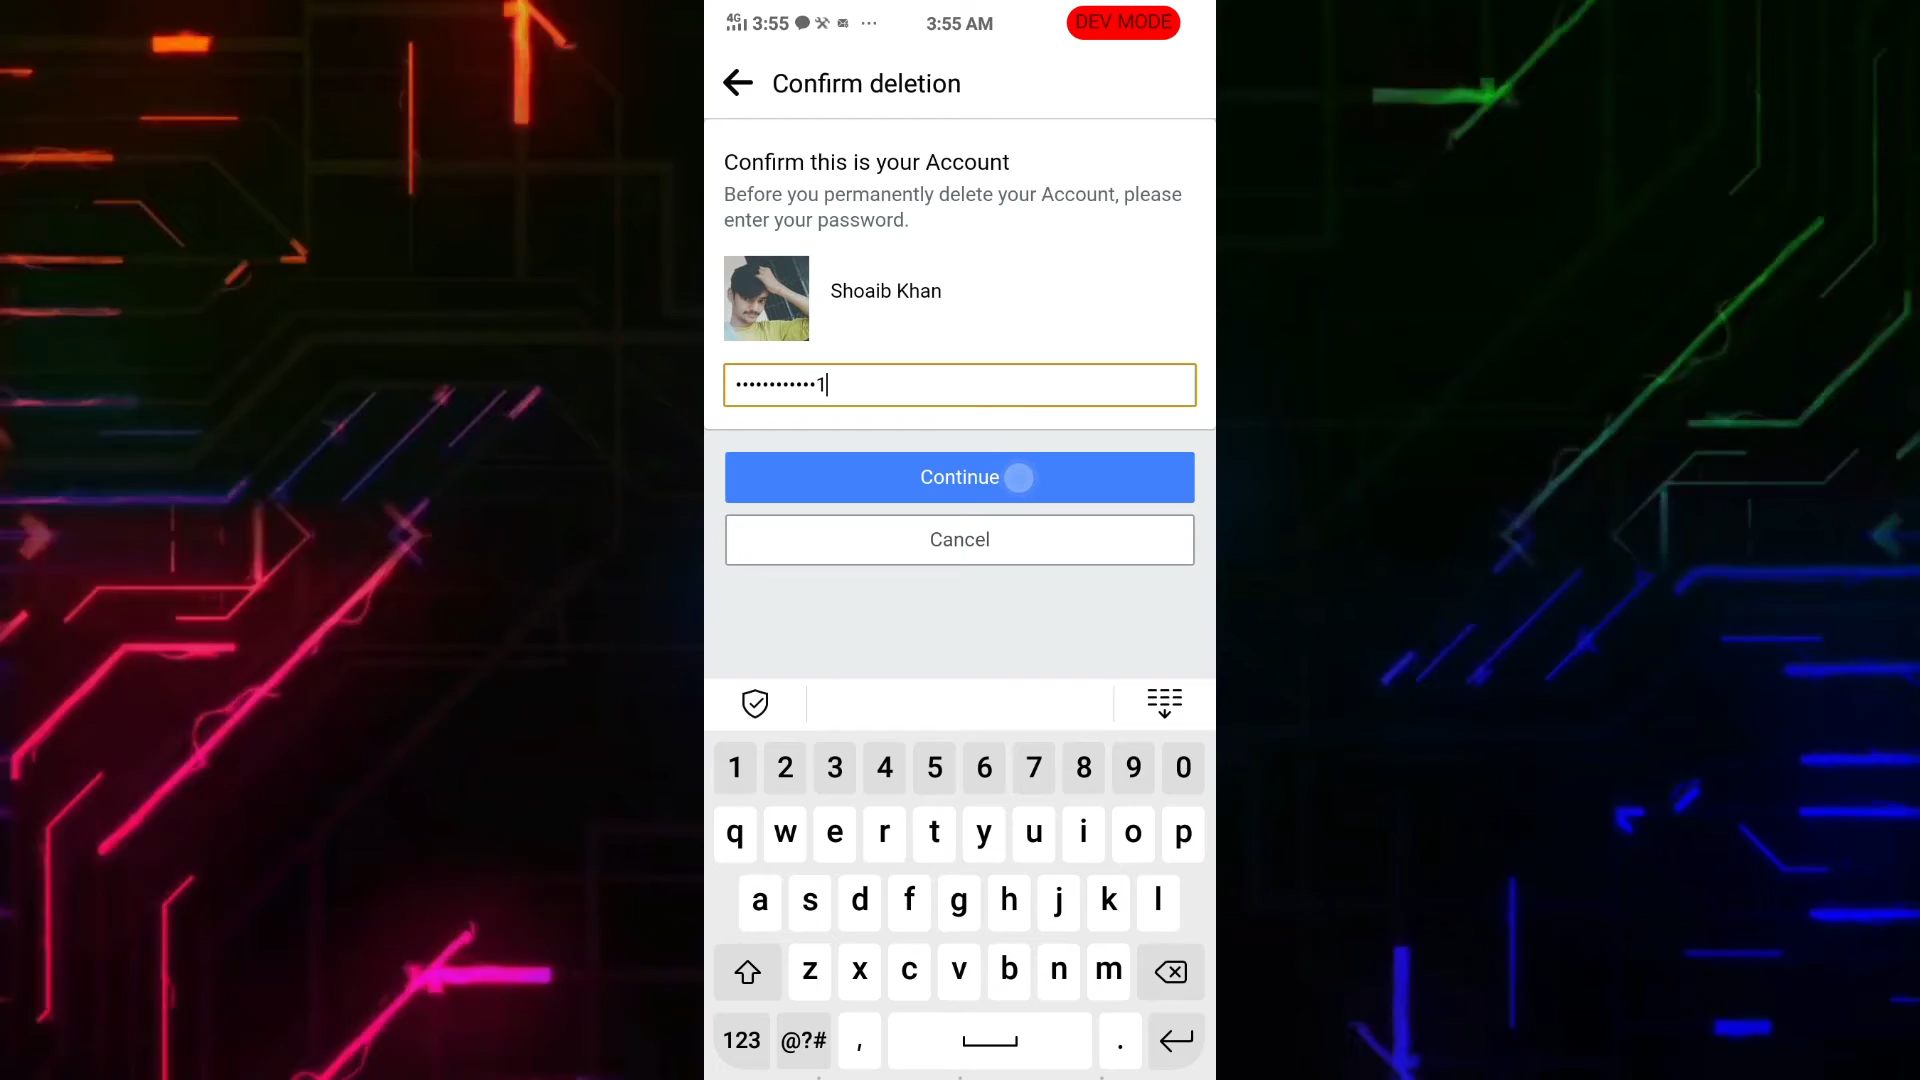 4G 3:55 ··· 3:55 AM DEV MODE
Confirm deletion
Confirm this is your Account
Before you permanently delete your Account, please
enter your password.
Shoaib Khan
••••••••••••1
Continue
Cancel
1 2 3 4 5 6 7 8 9 0
q w e r t y u i o p
a s d f g h j k l
z x c v b n m
123 @?# , .